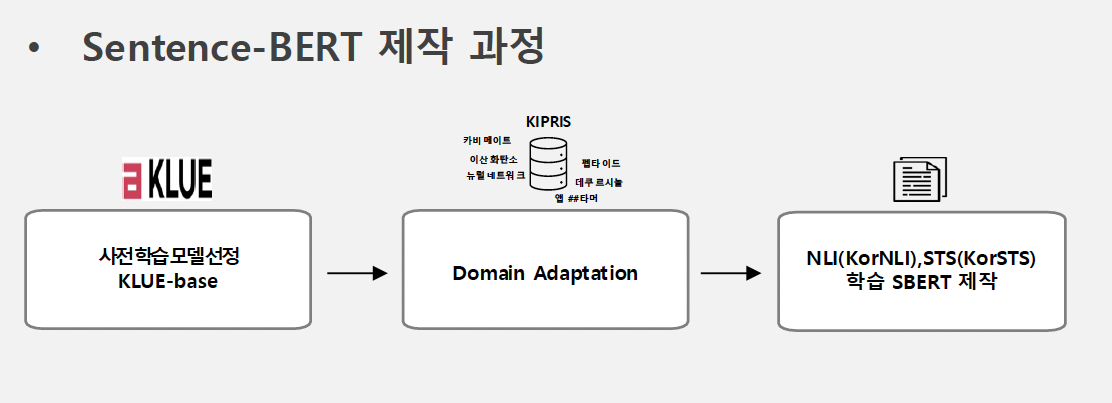 • Sentence-BERT 제작 과정
KLUE
사전학습모델선정
KLUE-base
KIPRIS
카비 메이트
이산 화탄소
뉴럴 네트워 크
펩타 이드
데쿠 르시놀
앱 ##타머
Domain Adaptation
NLI(KorNLI),STS(KorSTS)
학습 SBERT 제작